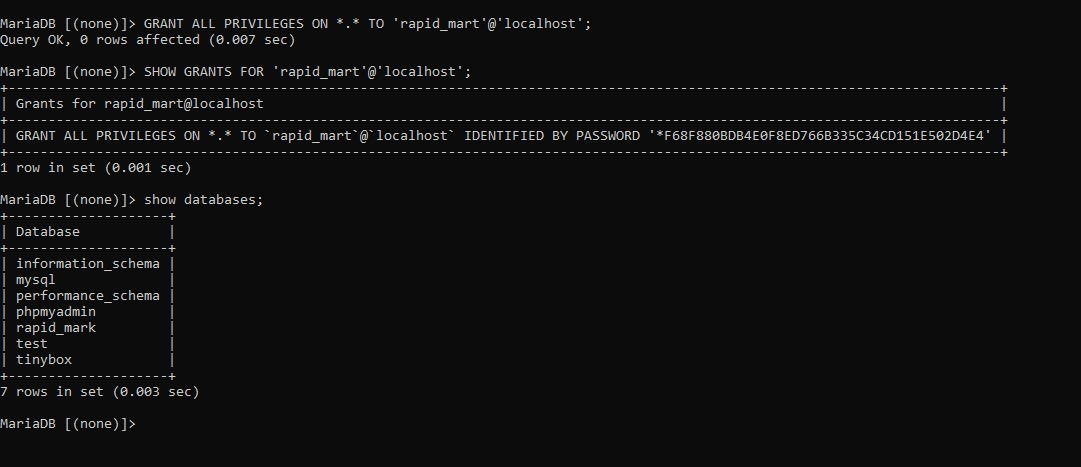 MariaDB [(none)]> GRANT ALL PRIVILEGES ON *.* TO 'rapid_mart'@'localhost';
Query OK, 0 rows affected (0.007 sec)
MariaDB [(none)]> SHOW GRANTS FOR 'rapid_mart'@'localhost';
+---------------------------------------------------------------------------------------------------------------------------+
| Grants for rapid_mart@localhost                                                                                           |
+---------------------------------------------------------------------------------------------------------------------------+
| GRANT ALL PRIVILEGES ON *.* TO `rapid_mart`@`localhost` IDENTIFIED BY PASSWORD '*F68F880BDB4E0F8ED766B335C34CD151E502D4E4' |
+---------------------------------------------------------------------------------------------------------------------------+
1 row in set (0.001 sec)
MariaDB [(none)]> show databases;
+--------------------+
| Database           |
+--------------------+
| information_schema |
| mysql              |
| performance_schema |
| phpmyadmin         |
| rapid_mark         |
| test               |
| tinybox            |
+--------------------+
7 rows in set (0.003 sec)
MariaDB [(none)]>